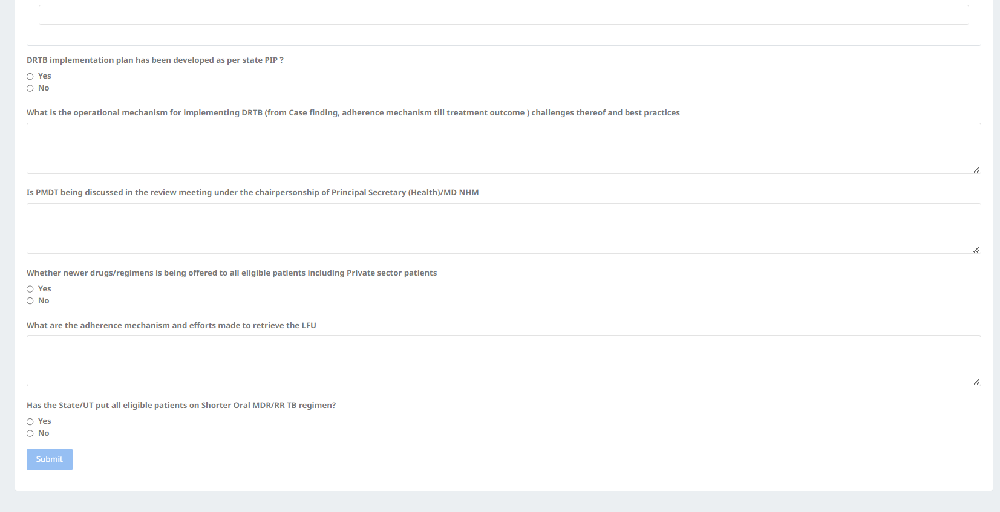 DRTB implementation plan has been developed as per state PIP ?
Yes
No
What is the operational mechanism for implementing DRTB (from Case finding, adherence mechanism till treatment outcome ) challenges thereof and best practices
Is PMDT being discussed in the review meeting under the chairpersonship of Principal Secretary (Health)/MD NHM
Whether newer drugs/regimens is being offered to all eligible patients including Private sector patients
Yes
No
What are the adherence mechanism and efforts made to retrieve the LFU
Has the State/UT put all eligible patients on Shorter Oral MDR/RR TB regimen?
Yes
No
Submit